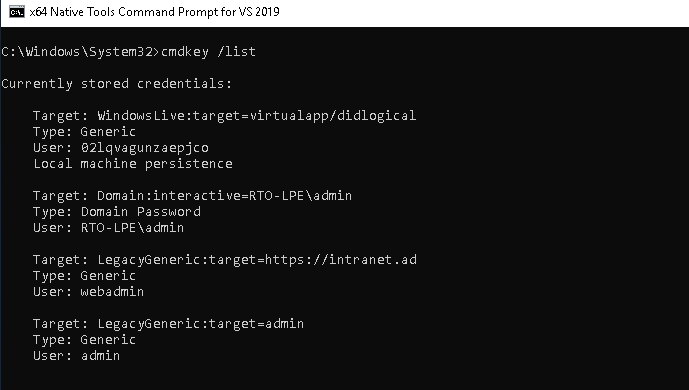 C:\. x64 Native Tools Command Prompt for VS 2019
C:\Windows\System32>cmdkey /list
Currently stored credentials:
Target: WindowsLive:target=virtualapp/didlogical
Type: Generic
User: 02lqvagunzaepjco
Local machine persistence
Target: Domain:interactive=RTO-LPE\admin
Type: Domain Password
User: RTO-LPE\admin
Target: LegacyGeneric:target=https://intranet.ad
Type: Generic
User: webadmin
Target: LegacyGeneric:target=admin
Type: Generic
User: admin